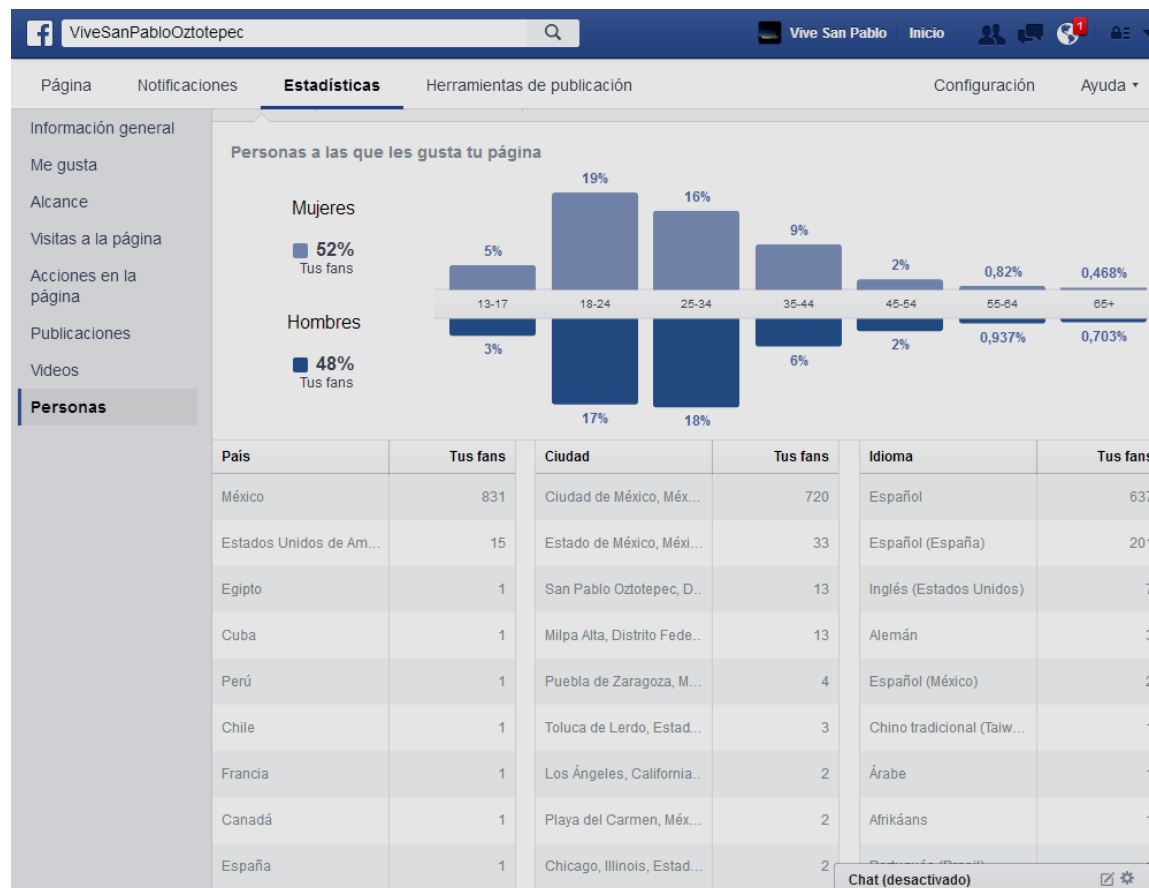 ViveSanPabloOztotepec
Vive San Pablo Inicio 1
Página Notificaciones Estadísticas Herramientas de publicación Configuración Ayuda
Información general
Me gusta
Alcance
Visitas a la página
Acciones en la
página
Publicaciones
Videos
Personas
Personas a las que les gusta tu página
Mujeres
52%
Tus fans
5% 19% 16% 9% 2% 0,82% 0,468%
13-17 18-24 25-34 35-44 45-54 55-64 65+
Hombres
48%
Tus fans
3% 17% 18% 6% 2% 0,937% 0,703%
País Tus fans Ciudad Tus fans Idioma Tus fans
México 831 Ciudad de México, Méx... 720 Español 637
Estados Unidos de Am... 15 Estado de México, Méxi... 33 Español (España) 201
Egipto 1 San Pablo Oztotepec, D... 13 Inglés (Estados Unidos) 7
Cuba 1 Milpa Alta, Distrito Fede... 13 Alemán 3
Perú 1 Puebla de Zaragoza, M... 4 Español (México) 2
Chile 1 Toluca de Lerdo, Estad... 3 Chino tradicional (Taiw...
Francia 1 Los Ángeles, California... 2 Árabe
Canadá 1 Playa del Carmen, Méx... 2 Afrikáans
España 1 Chicago, Illinois, Estad... 2
Chat (desactivado)